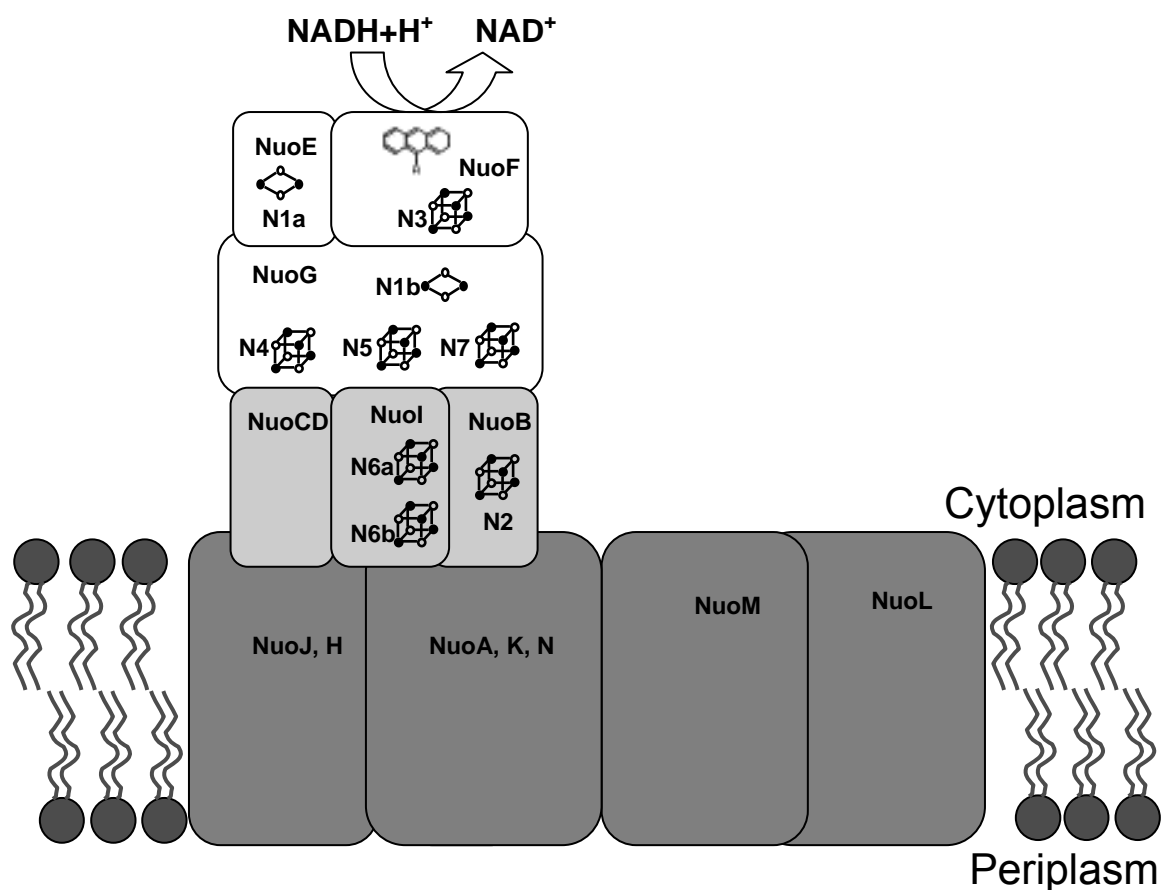 NADH+H+ NAD+
NuoE
NuoF
N1a
N3
NuoG
N1b
N4 N5 N7
NuoCD NuoI NuoB
N6a
N6b
N2
Cytoplasm
NuoM NuoL
NuoJ, H NuoA, K, N
Periplasm